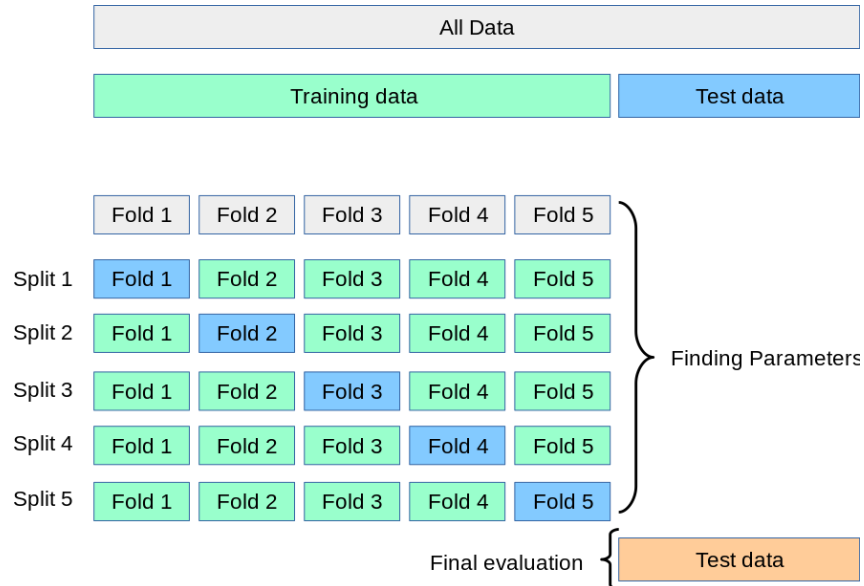 All Data
Training data Test data
Fold 1 Fold 2 Fold 3 Fold 4 Fold 5
Split 1 Fold 1 Fold 2 Fold 3 Fold 4 Fold 5
Split 2 Fold 1 Fold 2 Fold 3 Fold 4 Fold 5
Finding Parameters
Split 3 Fold 1 Fold 2 Fold 3 Fold 4 Fold 5
Split 4 Fold 1 Fold 2 Fold 3 Fold 4 Fold 5
Split 5 Fold 1 Fold 2 Fold 3 Fold 4 Fold 5
Final evaluation Test data